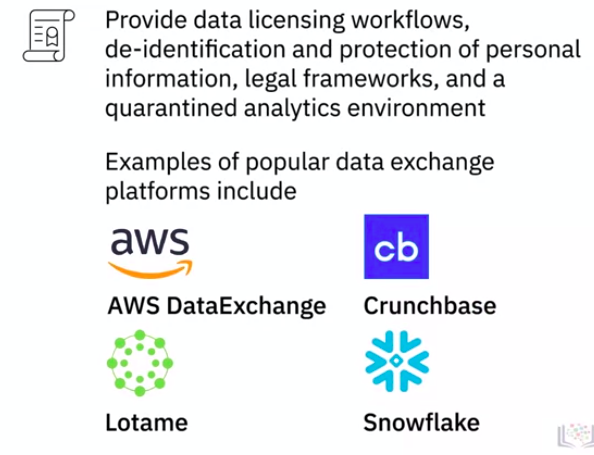 Provide data licensing workflows,
de-identification and protection of personal
information, legal frameworks, and a
quarantined analytics environment
Examples of popular data exchange
platforms include
aws
cb
AWS DataExchange
Crunchbase
Lotame
Snowflake